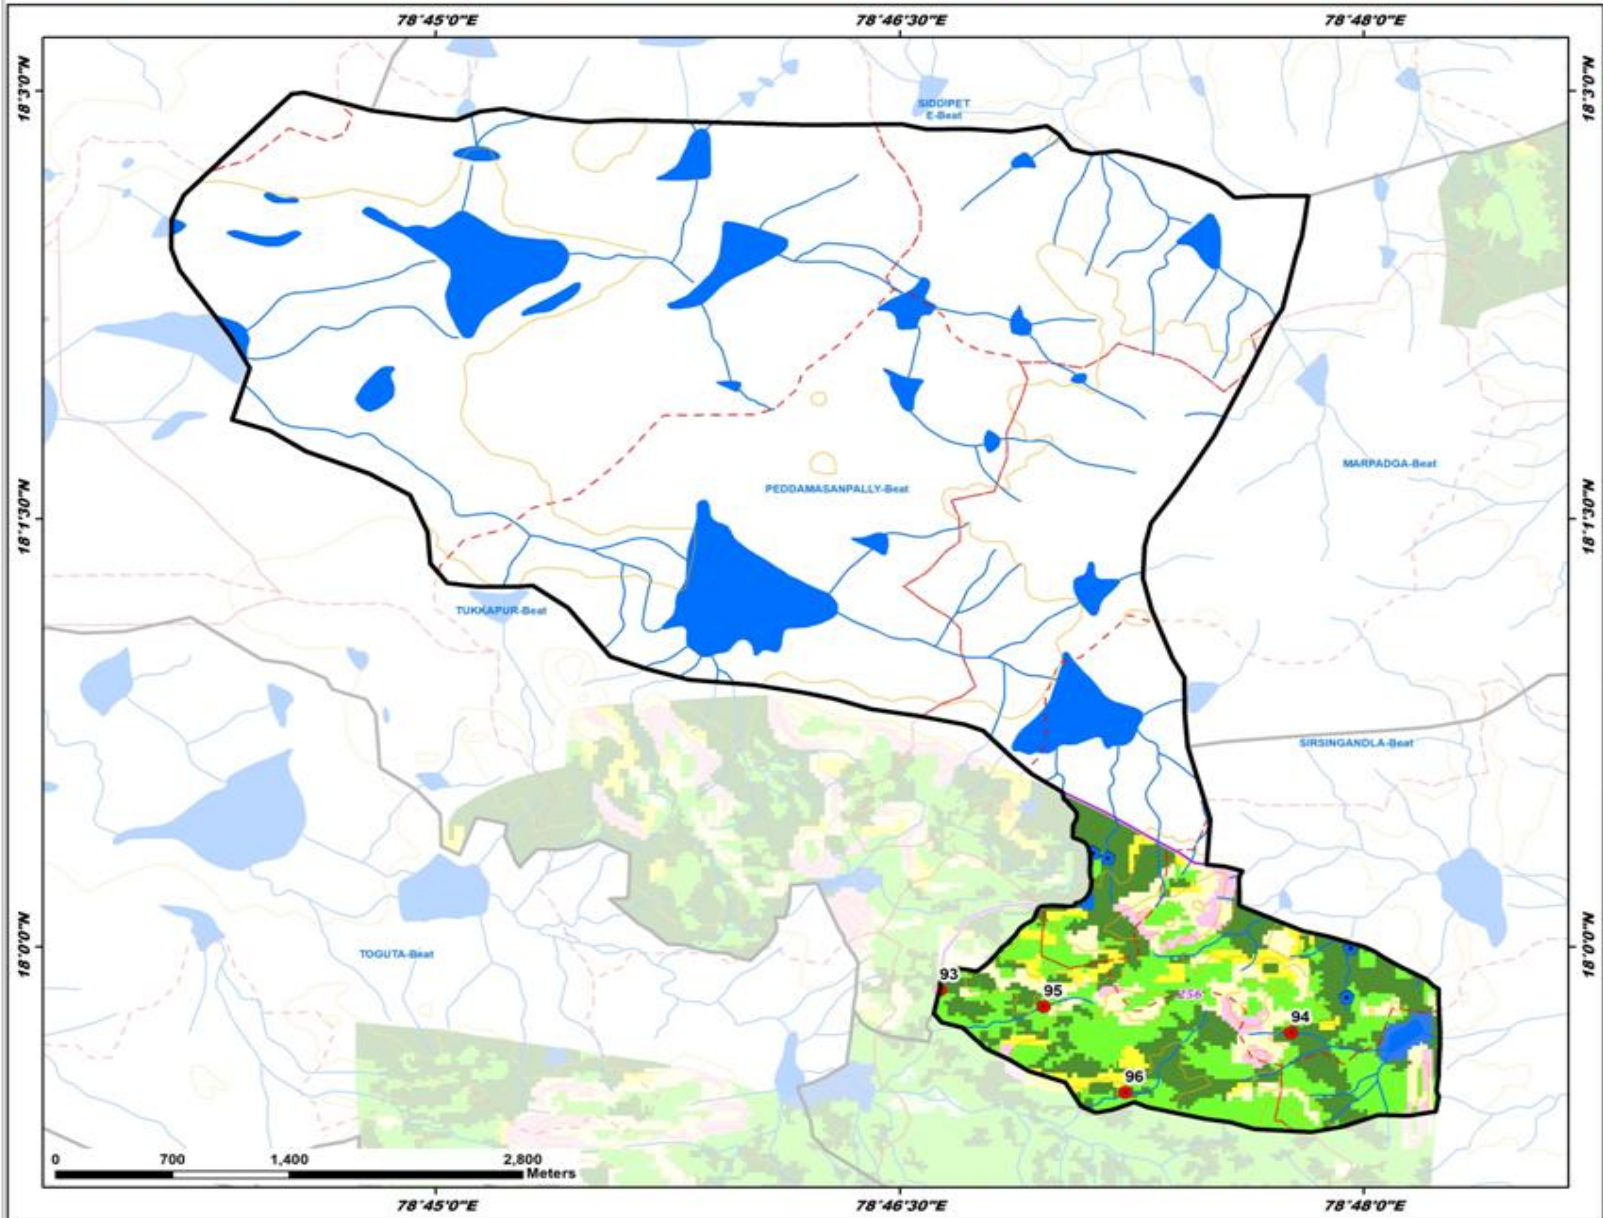 78°45'0"E
78°46'30"E
78°48'0"E
18°3'0"N
18°3'0"N
SIDDIPET
E-Beat
MARPADGA-Beat
PEDDAMASANPALLY-Beat
18°1'30"N
18°1'30"N
TUKKAPUR-Beat
SIRSINGANDLA-Beat
18°0'0"N
18°0'0"N
TOGUTA-Beat
93
95
256
94
96
0
700
1,400
2,800
Meters
78°45'0"E
78°46'30"E
78°48'0"E